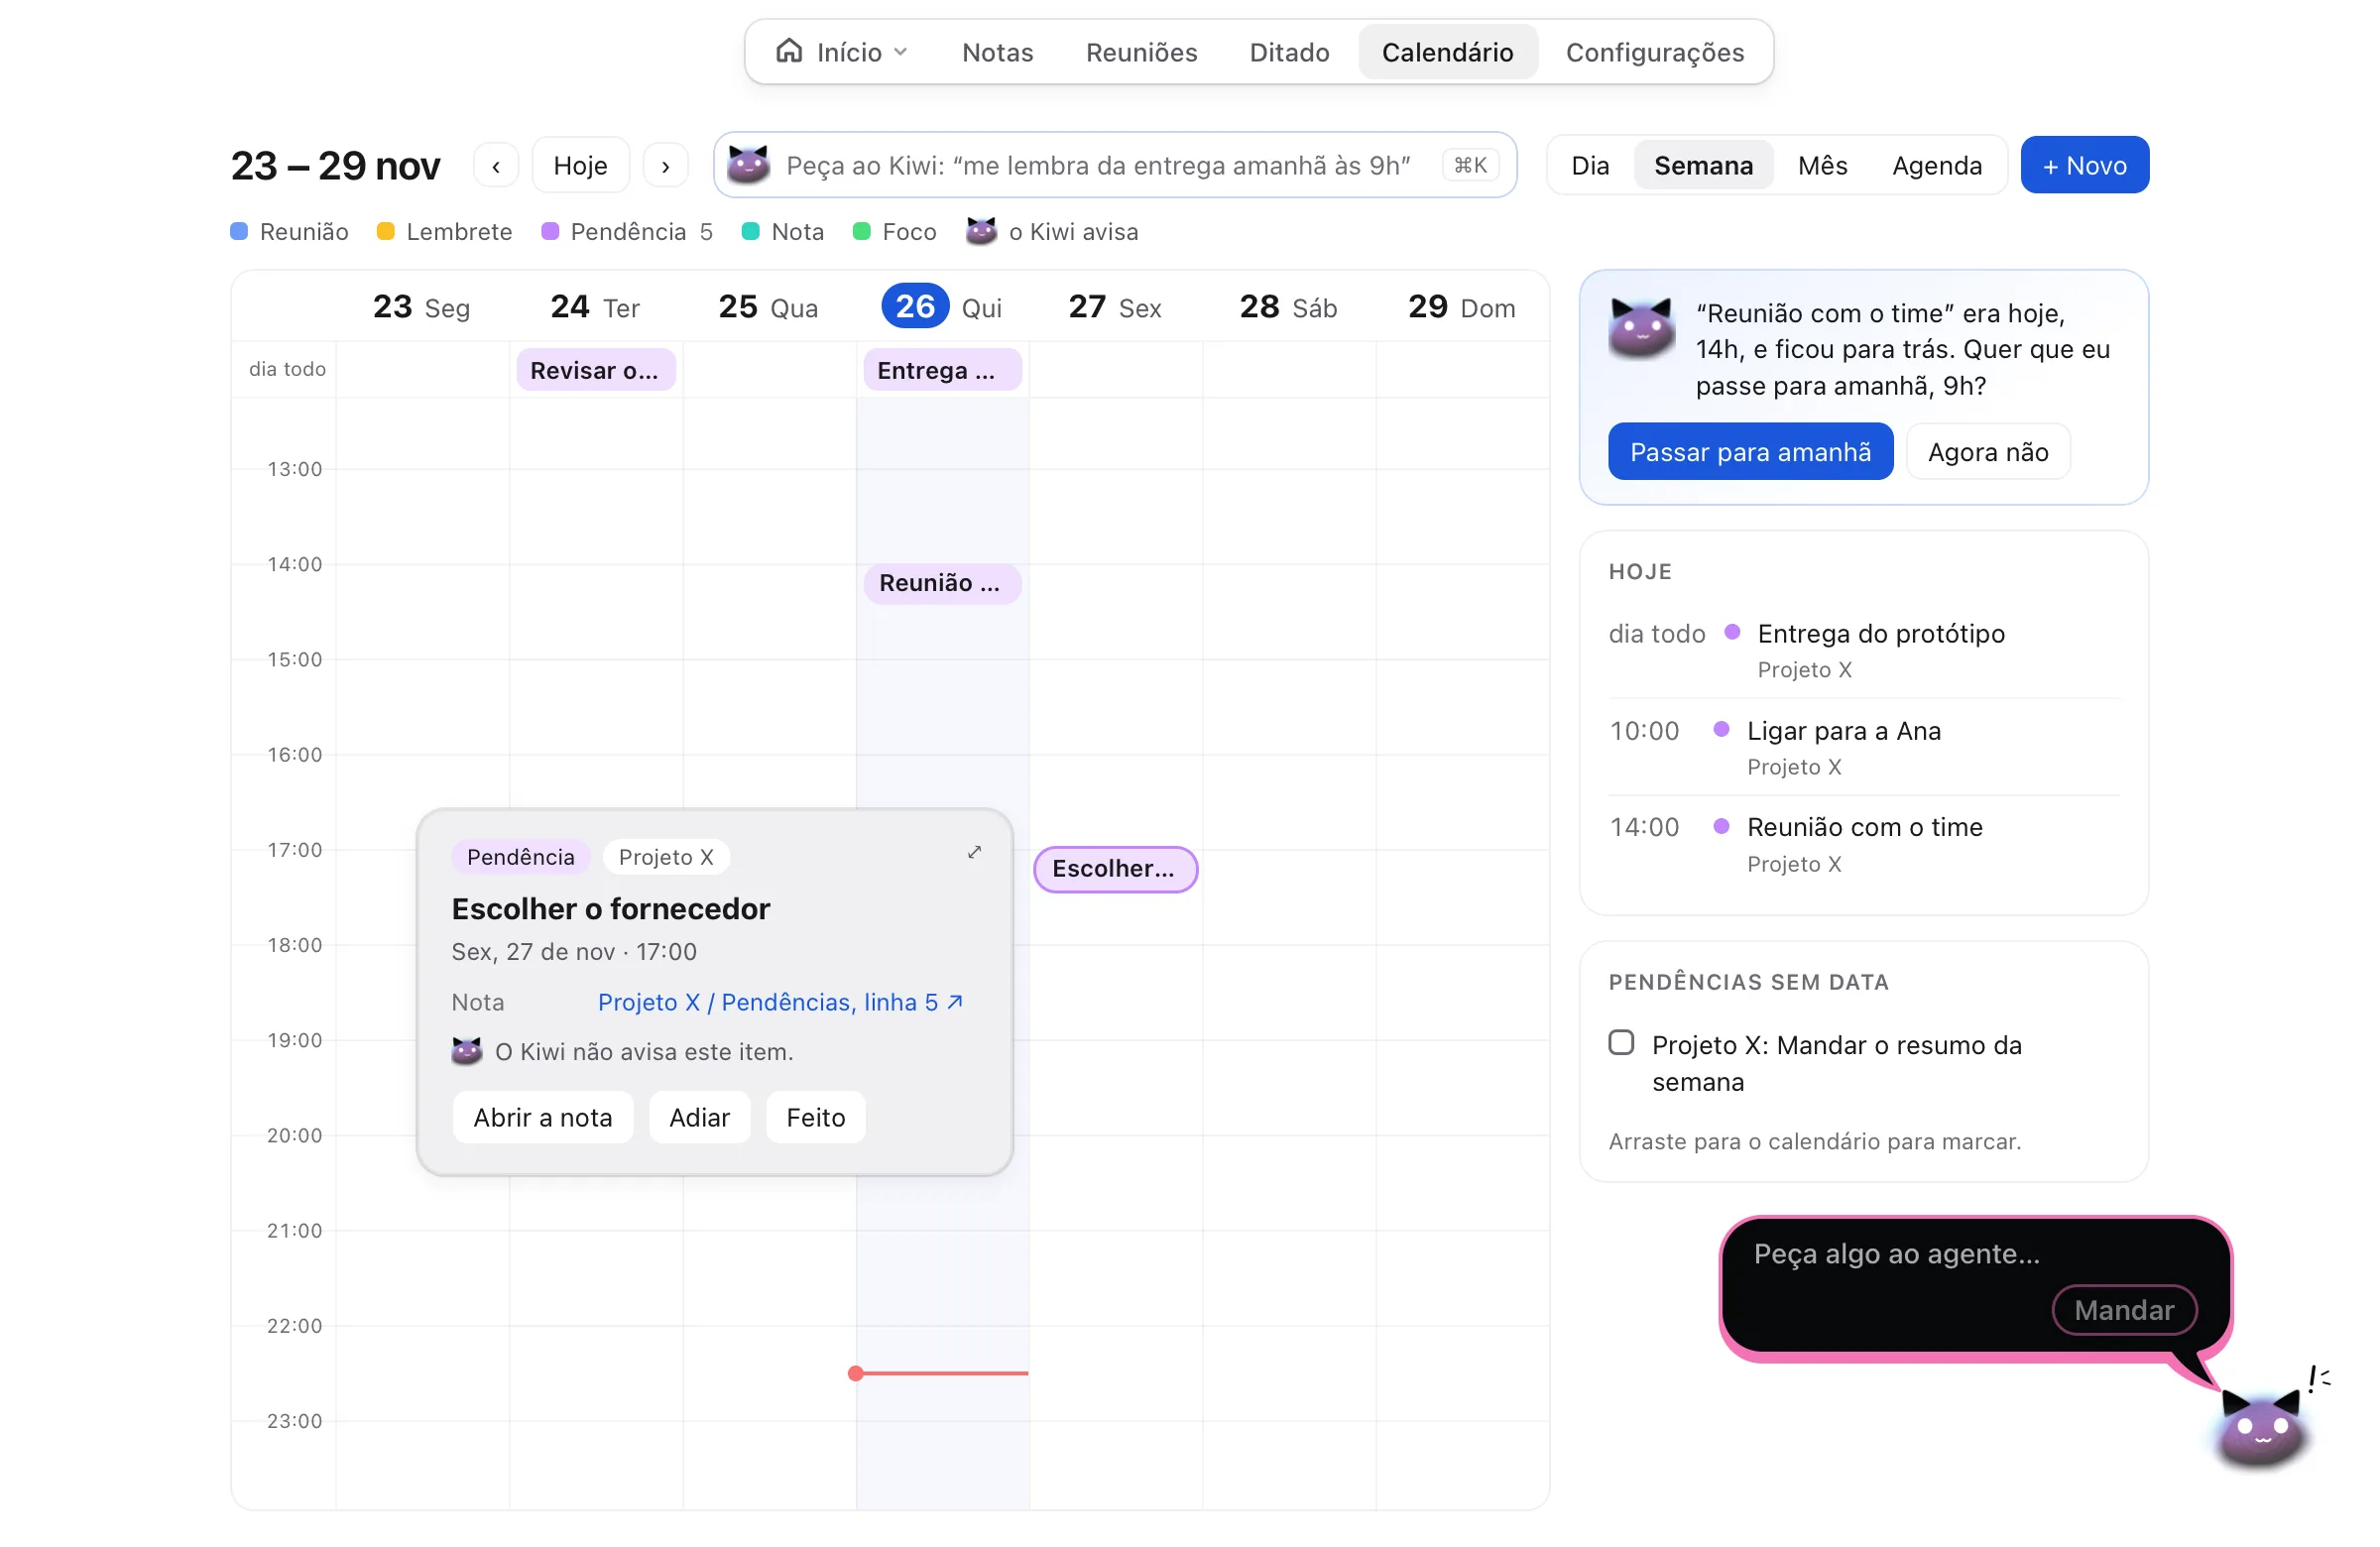 Início
Notas
Reuniões
Ditado
Calendário
Configurações
23 – 29 nov
‹
Hoje
›
Peça ao Kiwi: “me lembra da entrega amanhã às 9h”
⌘K
Dia
Semana
Mês
Agenda
+ Novo
Reunião
Lembrete
Pendência 5
Nota
Foco
o Kiwi avisa
23 Seg
24 Ter
25 Qua
26 Qui
27 Sex
28 Sáb
29 Dom
dia todo
Revisar o...
Entrega ...
13:00
14:00
Reunião ...
15:00
16:00
17:00
Escolher...
18:00
19:00
20:00
21:00
22:00
23:00
Pendência
Projeto X
Escolher o fornecedor
Sex, 27 de nov · 17:00
Nota
Projeto X / Pendências, linha 5 ↗
O Kiwi não avisa este item.
Abrir a nota
Adiar
Feito
“Reunião com o time” era hoje,
14h, e ficou para trás. Quer que eu
passe para amanhã, 9h?
Passar para amanhã
Agora não
HOJE
dia todo
Entrega do protótipo
Projeto X
10:00
Ligar para a Ana
Projeto X
14:00
Reunião com o time
Projeto X
PENDÊNCIAS SEM DATA
Projeto X: Mandar o resumo da
semana
Arraste para o calendário para marcar.
Peça algo ao agente...
Mandar
!